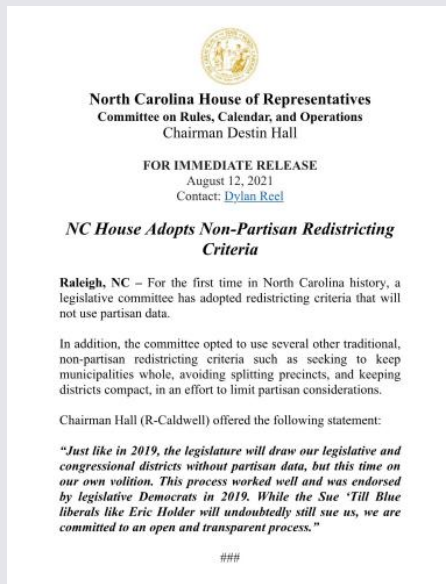 North Carolina House of Representatives
Committee on Rules, Calendar, and Operations
Chairman Destin Hall
FOR IMMEDIATE RELEASE
August 12, 2021
Contact: Dylan Reel
NC House Adopts Non-Partisan Redistricting
Criteria
Raleigh, NC – For the first time in North Carolina history, a
legislative committee has adopted redistricting criteria that will
not use partisan data.
In addition, the committee opted to use several other traditional,
non-partisan redistricting criteria such as seeking to keep
municipalities whole, avoiding splitting precincts, and keeping
districts compact, in an effort to limit partisan considerations.
Chairman Hall (R-Caldwell) offered the following statement:
“Just like in 2019, the legislature will draw our legislative and
congressional districts without partisan data, but this time on
our own volition. This process worked well and was endorsed
by legislative Democrats in 2019. While the Sue ‘Till Blue
liberals like Eric Holder will undoubtedly still sue us, we are
committed to an open and transparent process.”
###